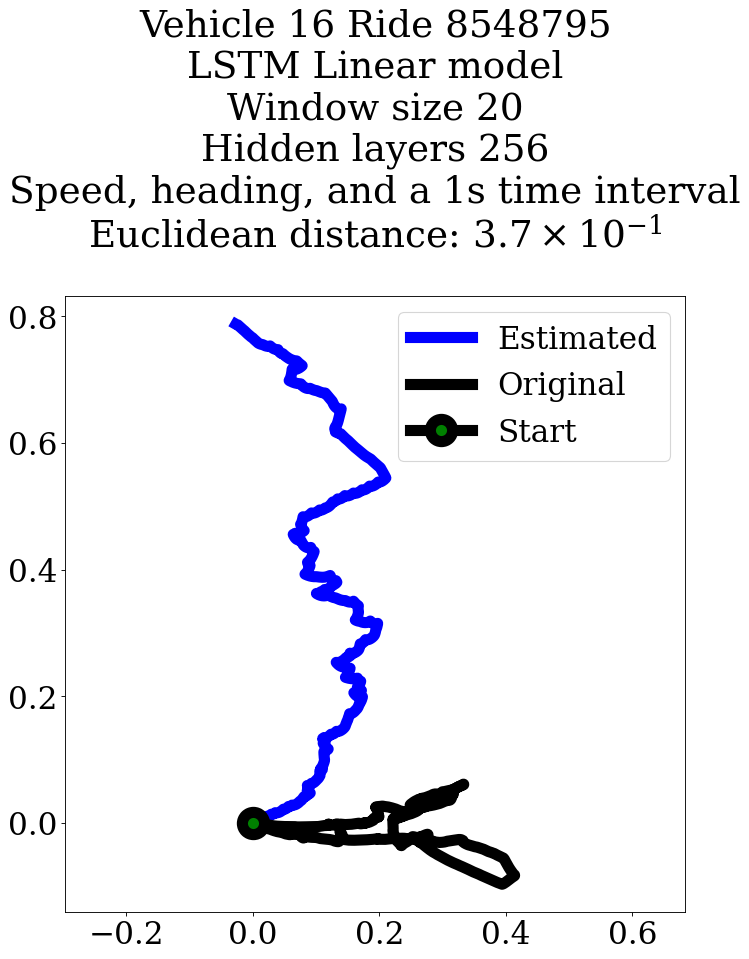 Vehicle 16 Ride 8548795
LSTM Linear model
Window size 20
Hidden layers 256
Speed, heading, and a 1s time interval
Euclidean distance: 3.7 × 10⁻¹
Estimated
Original
Start
0.8
0.6
0.4
0.2
0.0
−0.2 0.0 0.2 0.4 0.6